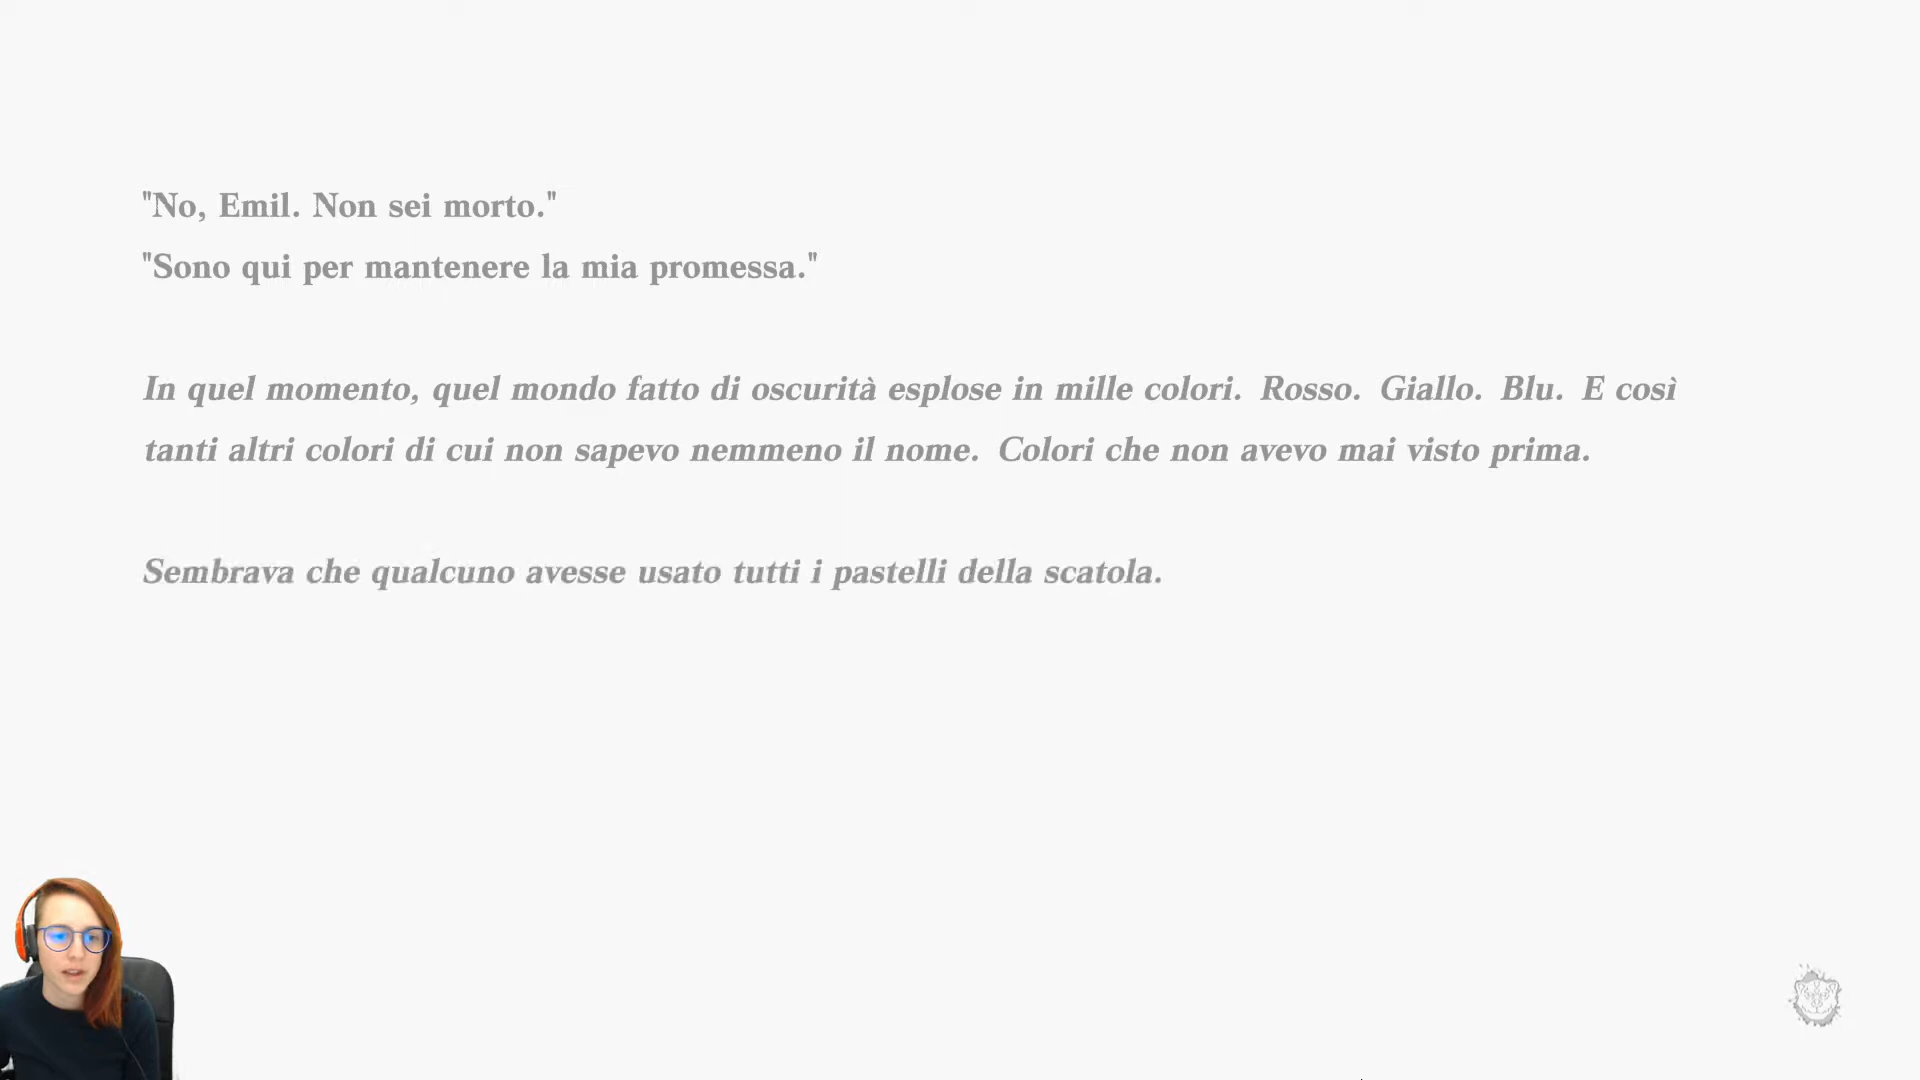 "No, Emil. Non sei morto."
"Sono qui per mantenere la mia promessa."
In quel momento, quel mondo fatto di oscurità esplose in mille colori. Rosso. Giallo. Blu. E così
tanti altri colori di cui non sapevo nemmeno il nome. Colori che non avevo mai visto prima.
Sembrava che qualcuno avesse usato tutti i pastelli della scatola.